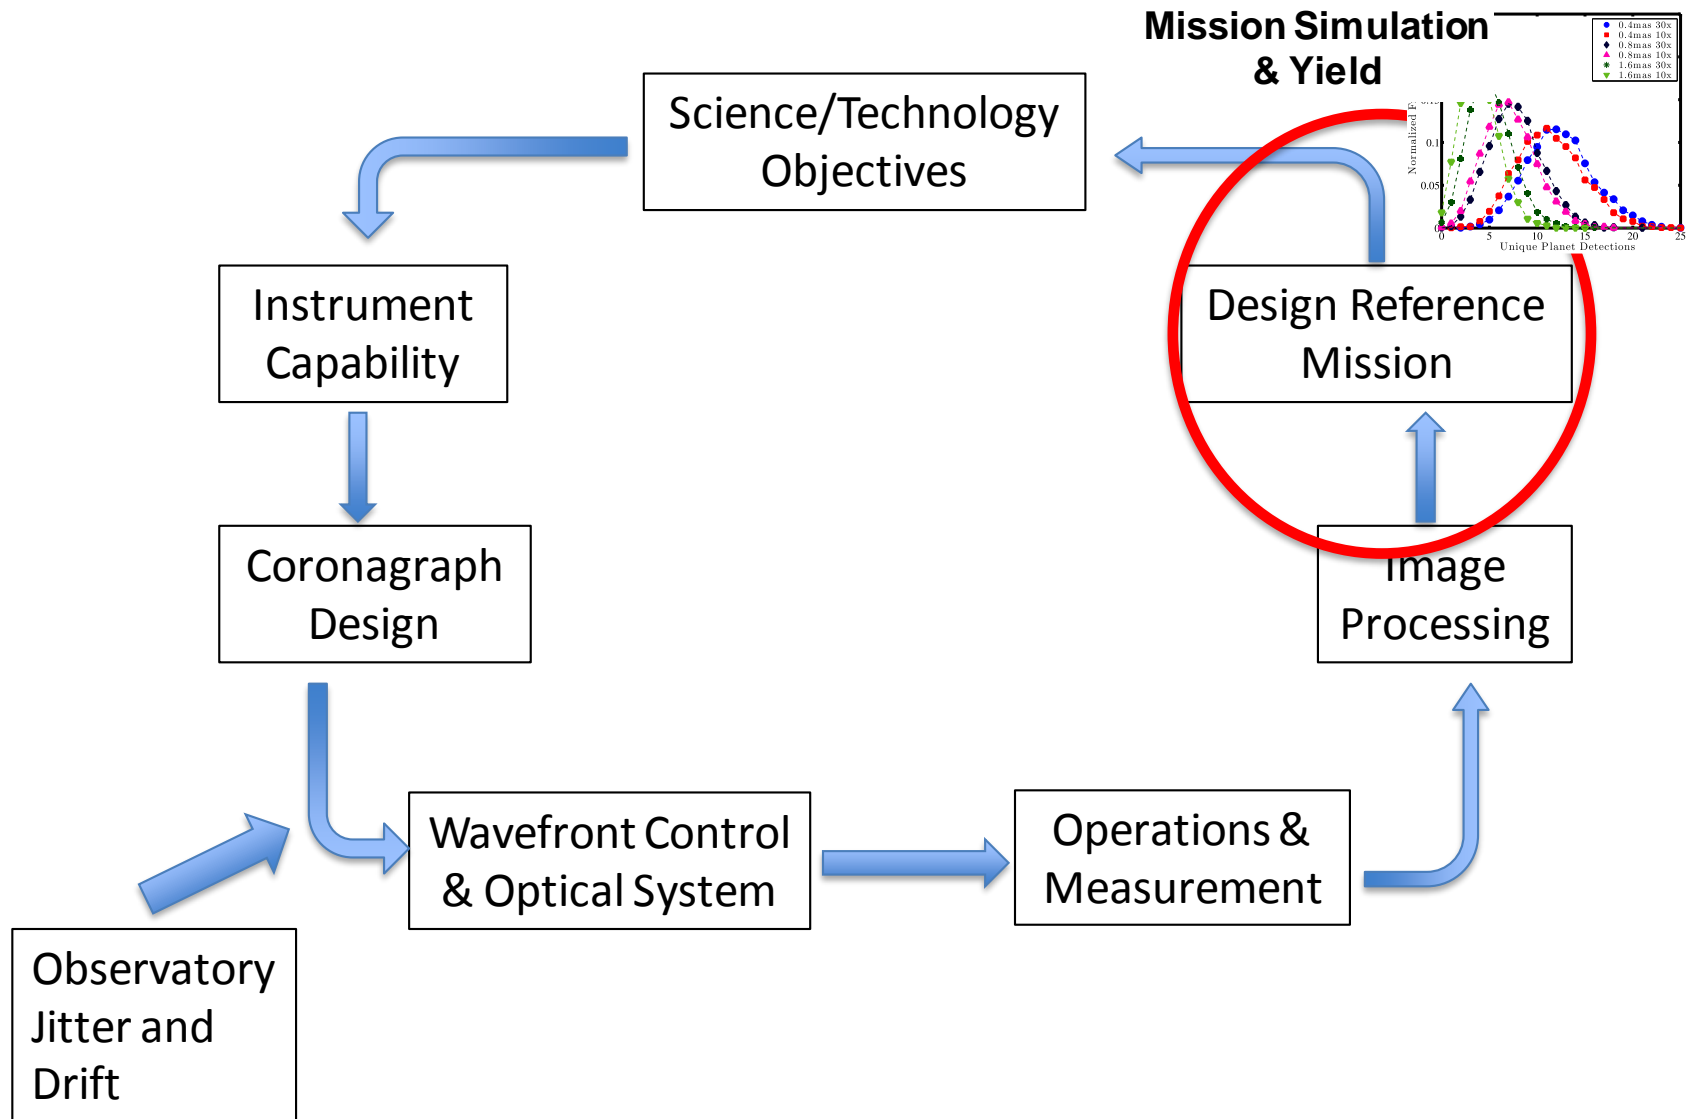 Mission Simulation
& Yield
0.4mas 30x
0.4mas 10x
0.8mas 30x
0.8mas 10x
1.6mas 30x
1.6mas 10x
Normalized F
0.1
0.05
0
0
5
10
15
20
25
Unique Planet Detections
Science/Technology
Objectives
Instrument
Capability
Design Reference
Mission
Coronagraph
Design
Image
Processing
Wavefront Control
& Optical System
Operations &
Measurement
Observatory
Jitter and
Drift